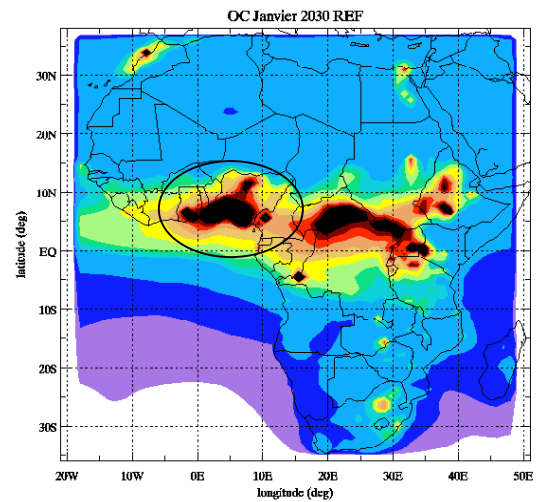 OC Janvier 2030 REF
30N
20N
10N
EQ
10S
20S
30S
latitude (deg)
20W 10W 0E 10E 20E 30E 40E 50E
longitude (deg)